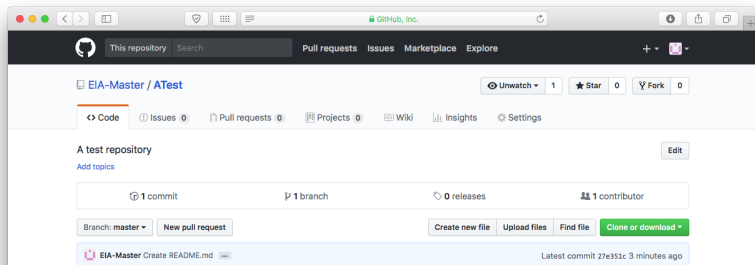 GitHub, Inc.
This repository Search Pull requests Issues Marketplace Explore
EIA-Master / ATest Unwatch 1 Star 0 Fork 0
Code Issues 0 Pull requests 0 Projects 0 Wiki Insights Settings
A test repository Edit
Add topics
1 commit 1 branch 0 releases 1 contributor
Branch: master New pull request Create new file Upload files Find file Clone or download
EIA-Master Create README.md ... Latest commit 27e351c 3 minutes ago